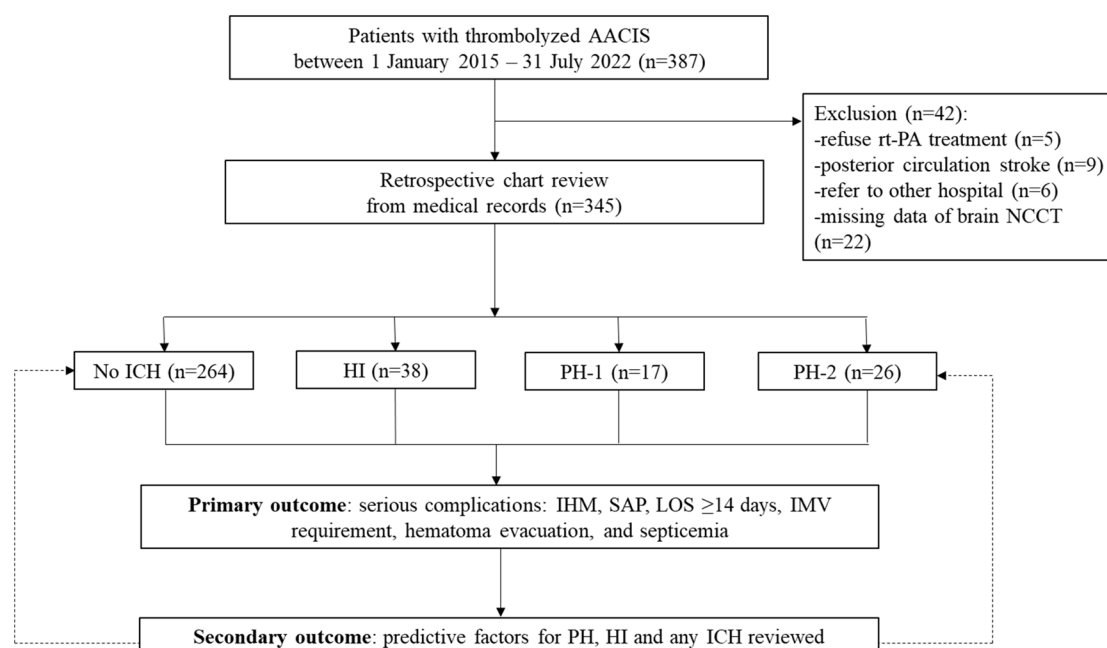 Patients with thrombolyzed AACIS
between 1 January 2015 – 31 July 2022 (n=387)
Exclusion (n=42):
-refuse rt-PA treatment (n=5)
-posterior circulation stroke (n=9)
-refer to other hospital (n=6)
-missing data of brain NCCT
(n=22)
Retrospective chart review
from medical records (n=345)
No ICH (n=264)
HI (n=38)
PH-1 (n=17)
PH-2 (n=26)
Primary outcome: serious complications: IHM, SAP, LOS ≥14 days, IMV
requirement, hematoma evacuation, and septicemia
Secondary outcome: predictive factors for PH, HI and any ICH reviewed